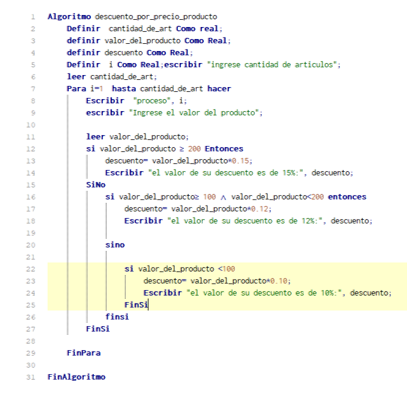 1 Algoritmo descuento_por_precio_producto
2 Definir cantidad_de_art Como real;
3 definir valor_del_producto Como Real;
4 definir descuento Como Real;
5 Definir i Como Real;escribir "ingrese cantidad de articulos";
6 leer cantidad_de_art;
7 Para i=1 hasta cantidad_de_art hacer
8 Escribir "proceso", i;
9 escribir "Ingrese el valor del producto";
10
11 leer valor_del_producto;
12 si valor_del_producto ≥ 200 Entonces
13 descuento= valor_del_producto*0.15;
14 Escribir "el valor de su descuento es de 15%:", descuento;
15 SiNo
16 si valor_del_producto≥ 100 ∧ valor_del_producto<200 entonces
17 descuento= valor_del_producto*0.12;
18 Escribir "el valor de su descuento es de 12%:", descuento;
19
20 sino
21
22 si valor_del_producto <100
23 descuento= valor_del_producto*0.10;
24 Escribir "el valor de su descuento es de 10%:", descuento;
25 FinSi
26 finsi
27 FinSi
28
29 FinPara
30
31 FinAlgoritmo